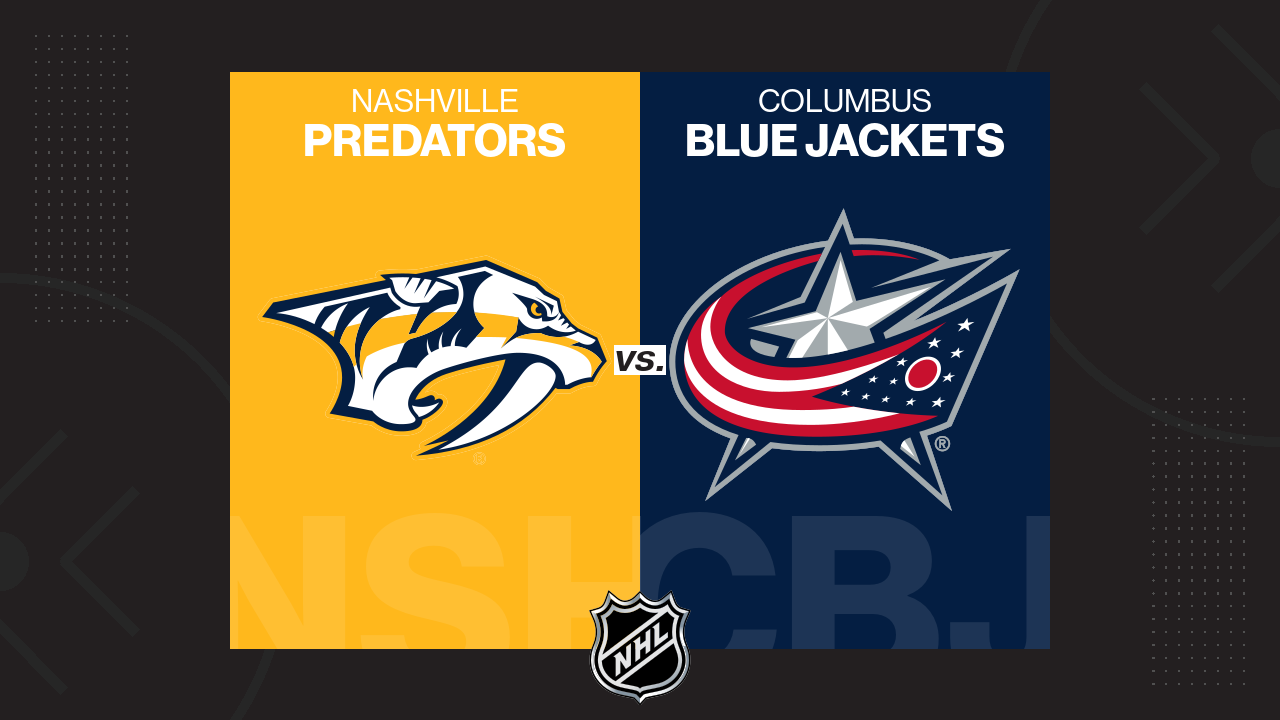 NASHVILLE
PREDATORS
COLUMBUS
BLUE JACKETS
vs.
®
®
NSH
CBJ
NHL